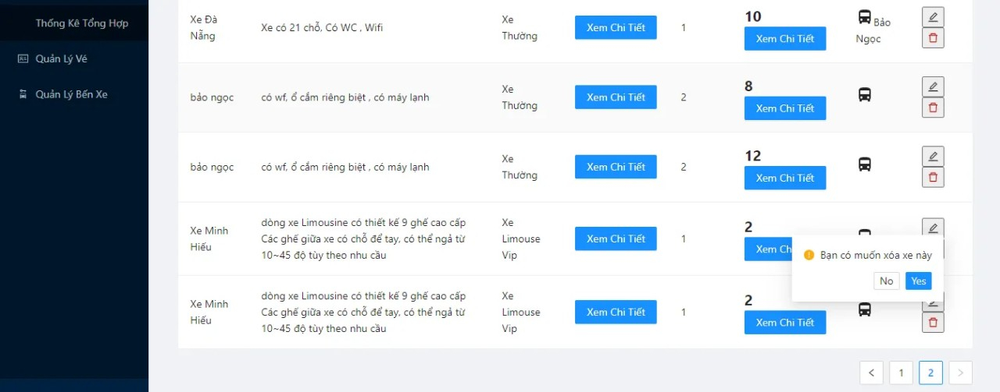 Thống Kê Tổng Hợp
Quản Lý Vé
Quản Lý Bến Xe
Xe Đà
Nẵng
Xe có 21 chỗ, Có WC , Wifi
Xe
Thường
Xem Chi Tiết
1
10
Xem Chi Tiết
Bảo
Ngọc
bảo ngọc
có wf, ổ cắm riêng biệt , có máy lạnh
Xe
Thường
Xem Chi Tiết
2
8
Xem Chi Tiết
bảo ngọc
có wf, ổ cắm riêng biệt , có máy lạnh
Xe
Thường
Xem Chi Tiết
2
12
Xem Chi Tiết
Xe Minh
Hiếu
dòng xe Limousine có thiết kế 9 ghế cao cấp
Các ghế giữa xe có chỗ để tay, có thể ngả từ
10~45 độ tùy theo nhu cầu
Xe
Limouse
Vip
Xem Chi Tiết
1
2
Xem Ch
Bạn có muốn xóa xe này
No
Yes
Xe Minh
Hiếu
dòng xe Limousine có thiết kế 9 ghế cao cấp
Các ghế giữa xe có chỗ để tay, có thể ngả từ
10~45 độ tùy theo nhu cầu
Xe
Limouse
Vip
Xem Chi Tiết
1
2
Xem Chi Tiết
< 1 2 >